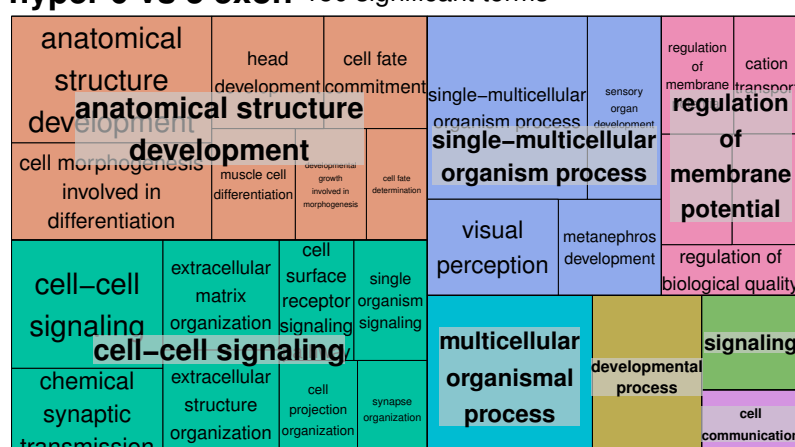 anatomical
structure
development
head
development
cell fate
commitment
anatomical structure
development
cell morphogenesis
involved in
differentiation
muscle cell
differentiation
developmental
growth
involved in
morphogenesis
cell fate
determination
single−multicellular
organism process
sensory
organ
development
single−multicellular
organism process
visual
perception
metanephros
development
regulation
of
membrane
cation
transport
regulation
of
membrane
potential
regulation of
biological quality
cell−cell
signaling
extracellular
matrix
organization
cell
surface
receptor
signaling
single
organism
signaling
cell−cell signaling
chemical
synaptic
transmission
extracellular
structure
organization
cell
projection
organization
synapse
organization
multicellular
organismal
process
developmental
process
signaling
cell
communication